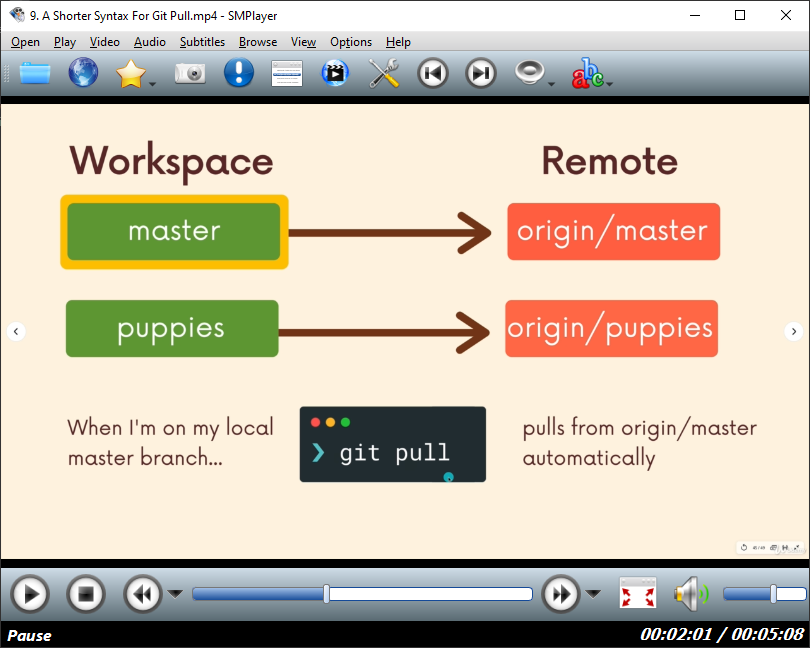 9. A Shorter Syntax For Git Pull.mp4 - SMPlayer
Open Play Video Audio Subtitles Browse View Options Help
abc
Workspace Remote
master origin/master
puppies origin/puppies
When I'm on my local
master branch...
❯ git pull
pulls from origin/master
automatically
Pause 00:02:01 / 00:05:08